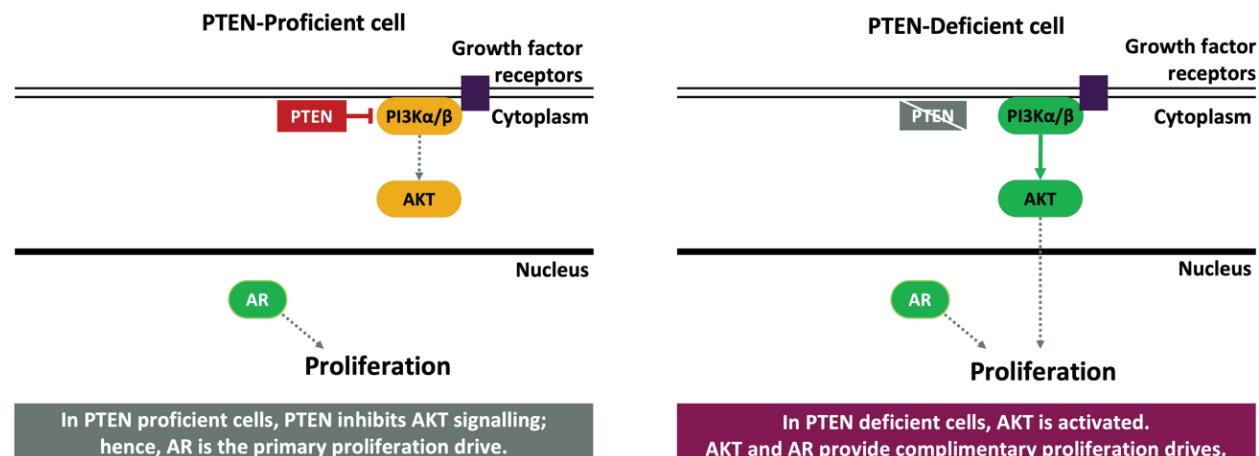 PTEN-Proficient cell
Growth factor
receptors
PTEN
PI3Kα/β
Cytoplasm
AKT
Nucleus
AR
Proliferation
In PTEN proficient cells, PTEN inhibits AKT signalling;
hence, AR is the primary proliferation drive.
PTEN-Deficient cell
Growth factor
receptors
PTEN
PI3Kα/β
Cytoplasm
AKT
Nucleus
AR
Proliferation
In PTEN deficient cells, AKT is activated.
AKT and AR provide complimentary proliferation drives.